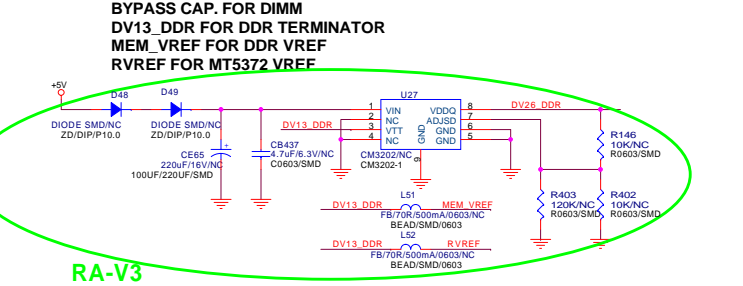 BYPASS CAP. FOR DIMM
DV13_DDR FOR DDR TERMINATOR
MEM_VREF FOR DDR VREF
RVREF FOR MT5372 VREF
+5V
D48
D49
DIODE SMD/NC
ZD/DIP/P10.0
DIODE SMD/NC
ZD/DIP/P10.0
CE65
220uF/16V/NC
100UF/220UF/SMD
CB437
4.7uF/6.3V/NC
C0603/SMD
DV13_DDR
U27
1 VIN VDDQ 8
2 NC ADJSD 7
3 VTT GND 6
4 NC GND 5
GND
9
CM3202/NC
CM3202-1
DV26_DDR
R146
10K/NC
R0603/SMD
R403
120K/NC
R0603/SMD
R402
10K/NC
R0603/SMD
L51
DV13_DDR MEM_VREF
FB/70R/500mA/0603/NC
BEAD/SMD/0603
L52
DV13_DDR RVREF
FB/70R/500mA/0603/NC
BEAD/SMD/0603
RA-V3